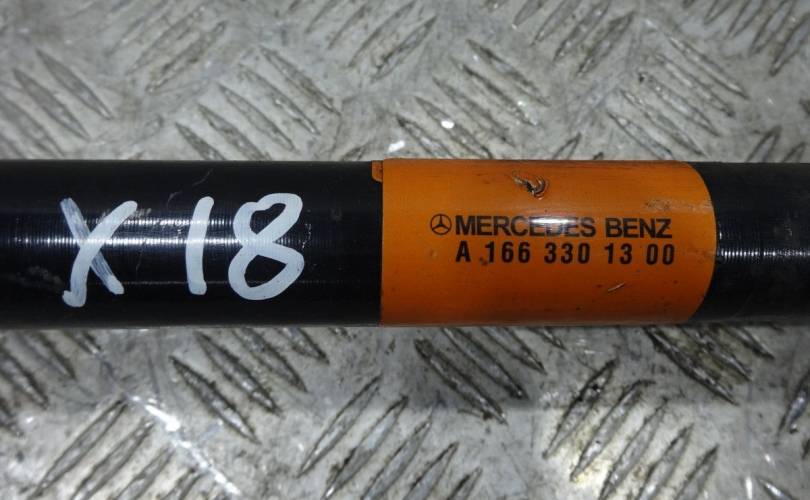 X 18
MERCEDES BENZ
A 166 330 13 00